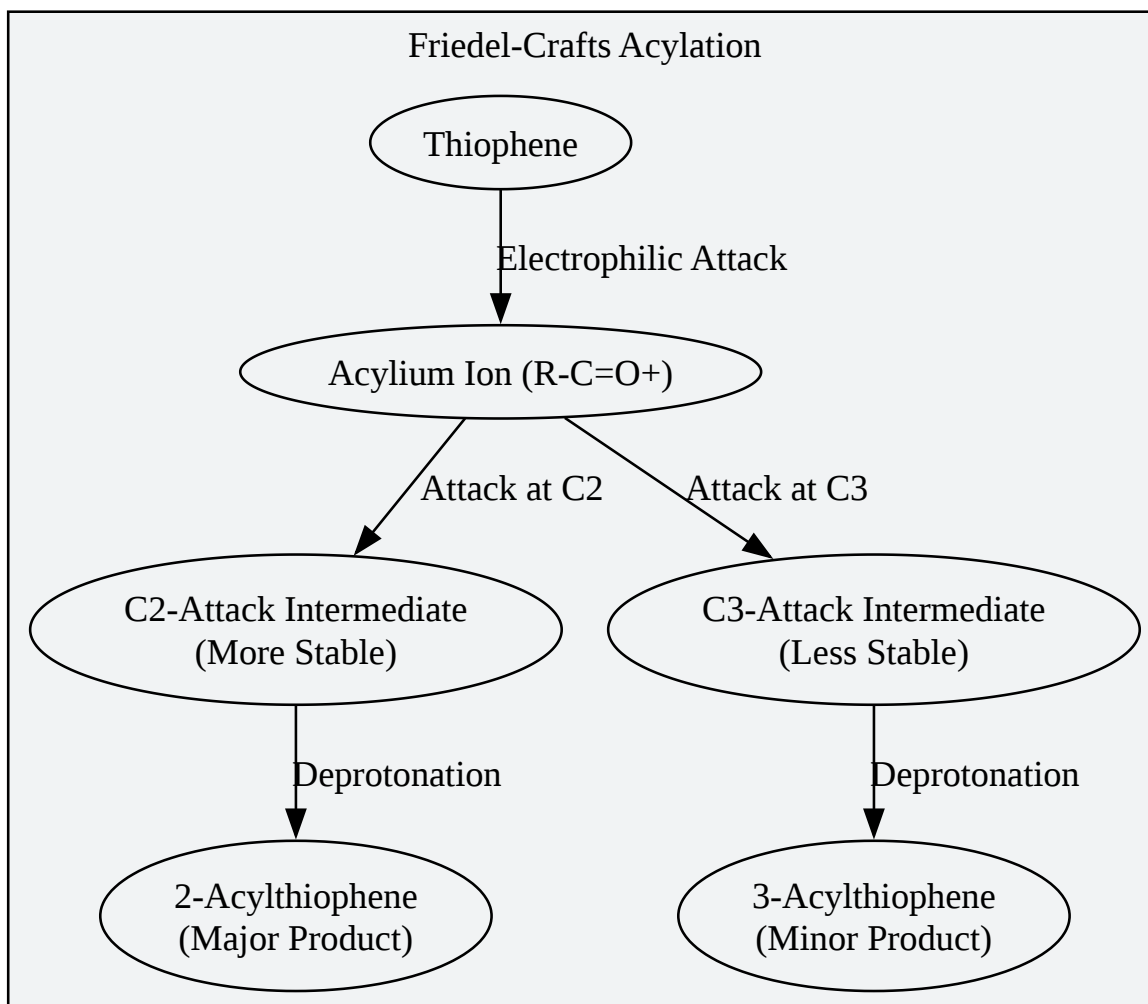 Friedel-Crafts Acylation
Thiophene
Electrophilic Attack
Acylium Ion (R-C=O+)
Attack at C2
Attack at C3
C2-Attack Intermediate
(More Stable)
C3-Attack Intermediate
(Less Stable)
Deprotonation
Deprotonation
2-Acylthiophene
(Major Product)
3-Acylthiophene
(Minor Product)